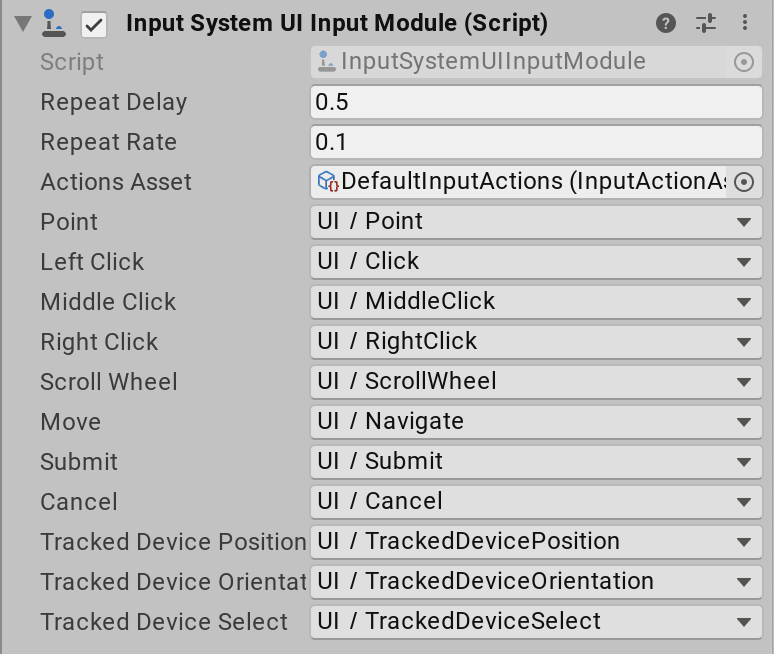 Input System UI Input Module (Script)
Script InputSystemUIInputModule
Repeat Delay 0.5
Repeat Rate 0.1
Actions Asset DefaultInputActions (InputActionAs
Point UI / Point
Left Click UI / Click
Middle Click UI / MiddleClick
Right Click UI / RightClick
Scroll Wheel UI / ScrollWheel
Move UI / Navigate
Submit UI / Submit
Cancel UI / Cancel
Tracked Device Position UI / TrackedDevicePosition
Tracked Device Orientat UI / TrackedDeviceOrientation
Tracked Device Select UI / TrackedDeviceSelect